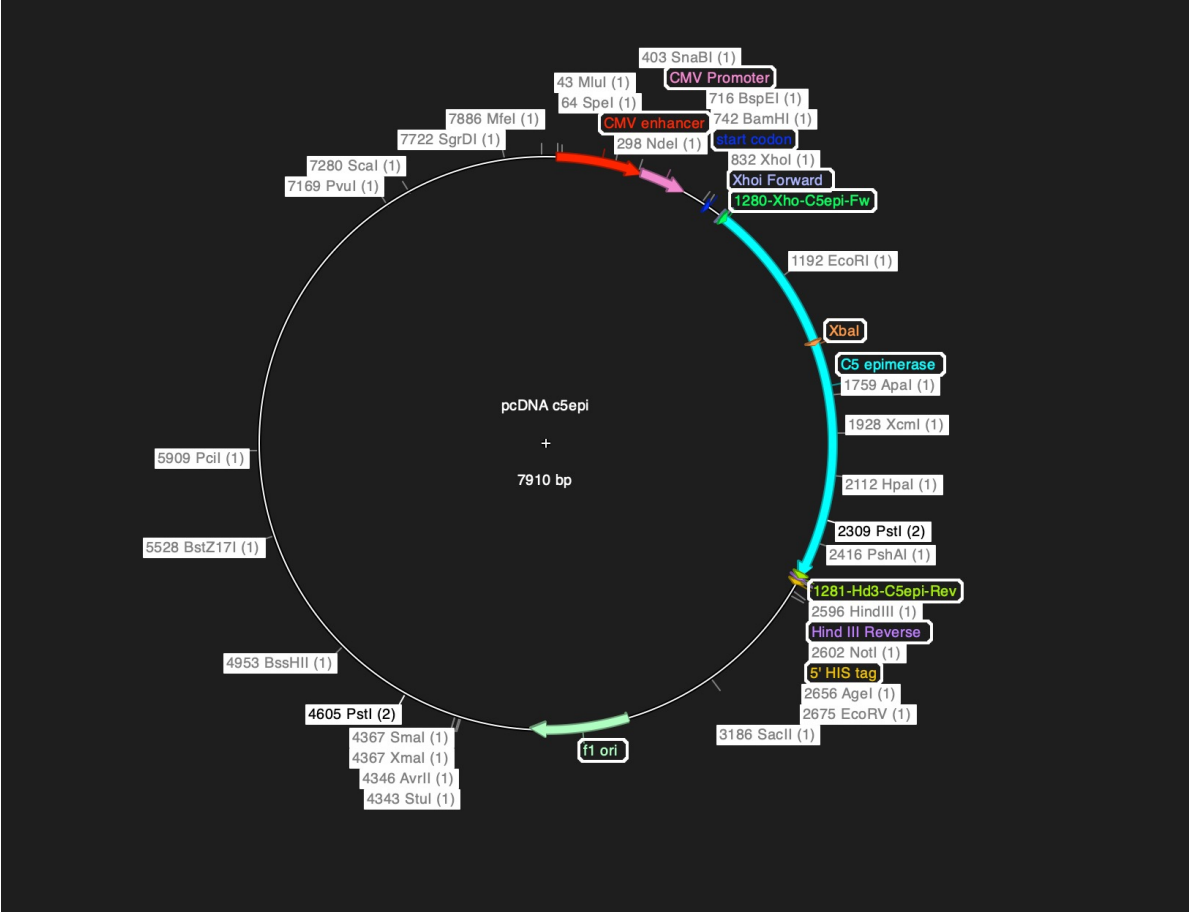 403 SnaBI (1)
CMV Promoter
43 MluI (1)
716 BspEI (1)
64 SpeI (1)
7886 MfeI (1)
742 BamHI (1)
CMV enhancer
7722 SgrDI (1)
start codon
298 NdeI (1)
832 XhoI (1)
7280 ScaI (1)
Xhoi Forward
7169 PvuI (1)
1280-Xho-C5epi-Fw
1192 EcoRI (1)
XbaI
C5 epimerase
1759 ApaI (1)
pcDNA c5epi
1928 XcmI (1)
5909 PciI (1)
7910 bp
2112 HpaI (1)
2309 PstI (2)
5528 BstZ17I (1)
2416 PshAI (1)
1281-Hd3-C5epi-Rev
2596 HindIII (1)
Hind III Reverse
2602 NotI (1)
4953 BssHII (1)
5' HIS tag
2656 AgeI (1)
4605 PstI (2)
2675 EcoRV (1)
4367 SmaI (1)
3186 SacII (1)
f1 ori
4367 XmaI (1)
4346 AvrII (1)
4343 StuI (1)